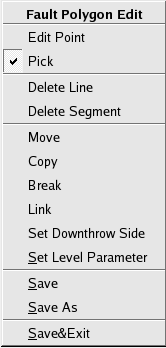 Fault Polygon Edit
Edit Point
Pick
Delete Line
Delete Segment
Move
Copy
Break
Link
Set Downthrow Side
Set Level Parameter
Save
Save As
Save&Exit